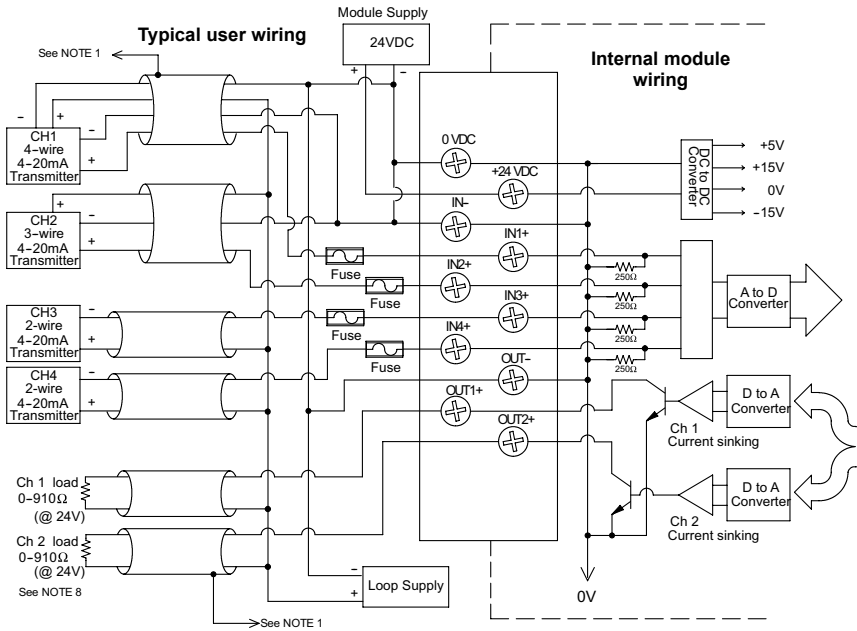 Module Supply
24VDC
+
-
Typical user wiring
See NOTE 1
Internal module
wiring
-
+
-
+
CH1
4-wire
4-20mA
Transmitter
0 VDC
+24 VDC
DC to DC
Converter
+5V
+15V
0V
-15V
+
-
+
CH2
3-wire
4-20mA
Transmitter
IN-
IN1+
Fuse
250Ω
IN2+
Fuse
250Ω
A to D
Converter
-
+
CH3
2-wire
4-20mA
Transmitter
IN3+
Fuse
250Ω
IN4+
Fuse
250Ω
-
+
CH4
2-wire
4-20mA
Transmitter
OUT-
OUT1+
OUT2+
D to A
Converter
Ch 1
Current sinking
D to A
Converter
Ch 2
Current sinking
Ch 1 load
0-910Ω
(@ 24V)
Ch 2 load
0-910Ω
(@ 24V)
See NOTE 8
-
+
Loop Supply
0V
See NOTE 1